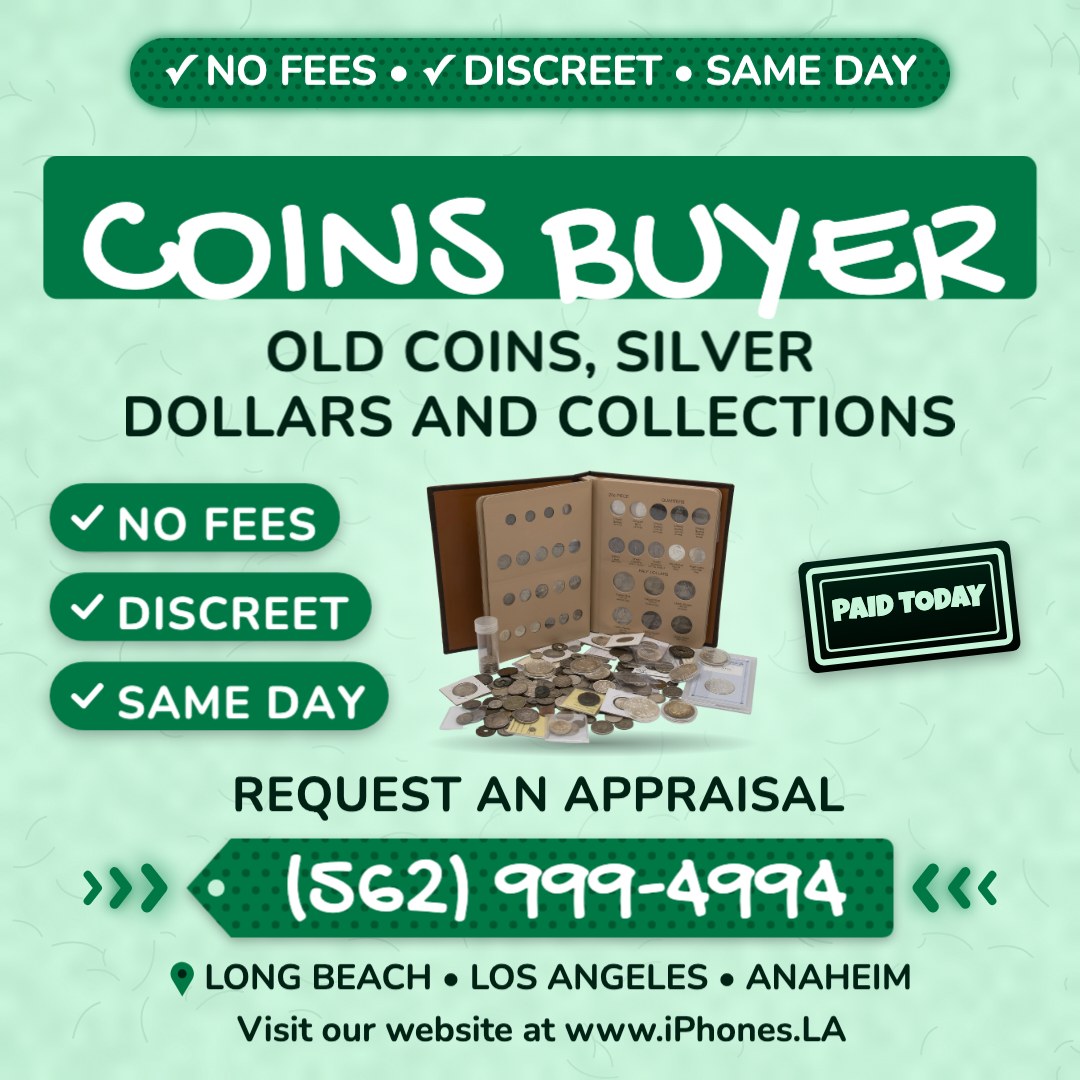 ✓ NO FEES • ✓ DISCREET • SAME DAY
COINS BUYER
OLD COINS, SILVER
DOLLARS AND COLLECTIONS
✓ NO FEES
✓ DISCREET
✓ SAME DAY
PAID TODAY
REQUEST AN APPRAISAL
(562) 999-4994
LONG BEACH • LOS ANGELES • ANAHEIM
Visit our website at www.iPhones.LA